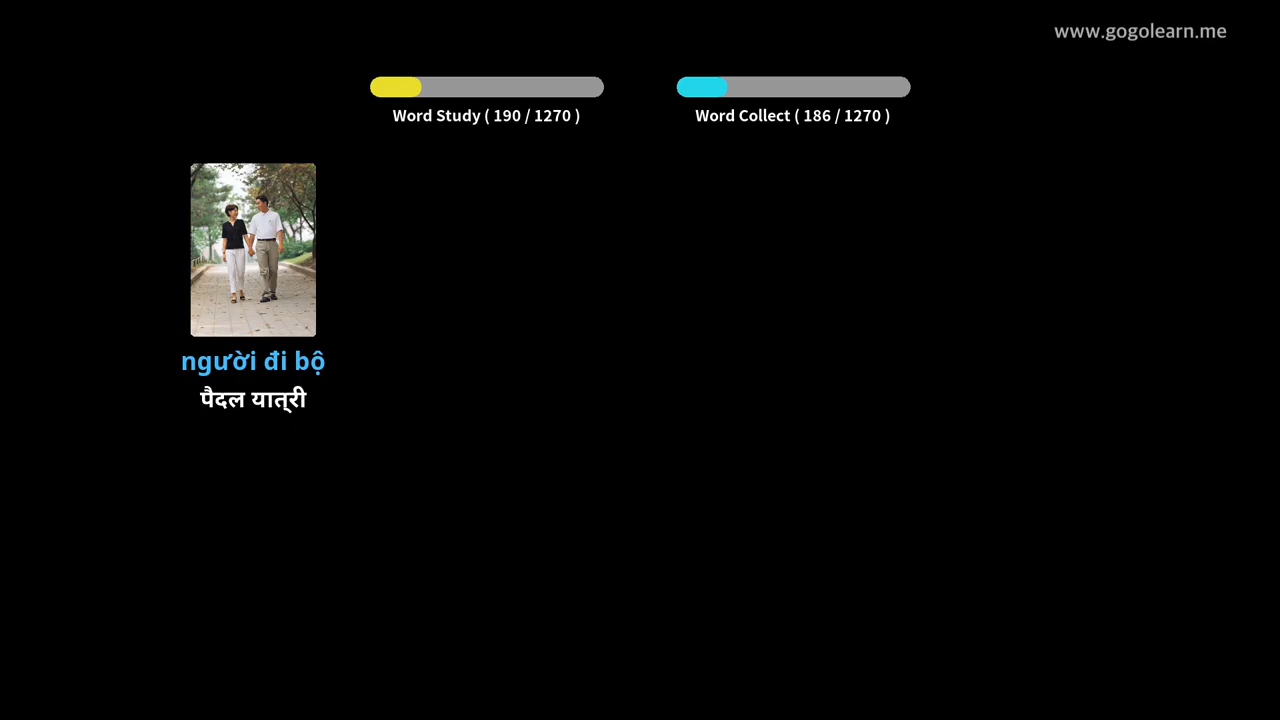 www.gogolearn.me
Word Study ( 190 / 1270 )
Word Collect ( 186 / 1270 )
người đi bộ
पैदल यात्री